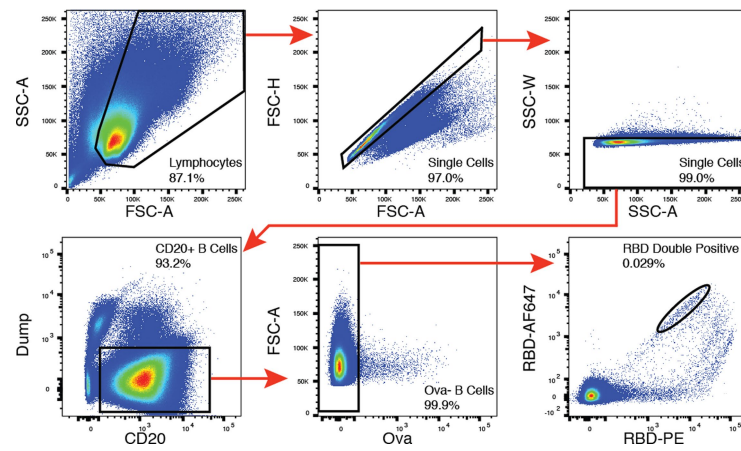 250K
200K
150K
100K
50K
0
SSC-A
Lymphocytes
87.1%
0 50K 100K 150K 200K 250K
FSC-A
250K
200K
150K
100K
50K
0
FSC-H
Single Cells
97.0%
0 50K 100K 150K 200K 250K
FSC-A
250K
200K
150K
100K
50K
0
SSC-W
Single Cells
99.0%
0 50K 100K 150K 200K 250K
SSC-A
10^5
10^4
10^3
0
Dump
CD20+ B Cells
93.2%
0 10^3 10^4 10^5
CD20
250K
200K
150K
100K
50K
0
FSC-A
Ova- B Cells
99.9%
0 10^3 10^4 10^5
Ova
10^5
10^4
10^3
10^2
0
-10^2
RBD-AF647
RBD Double Positive
0.029%
0 10^3 10^4 10^5
RBD-PE